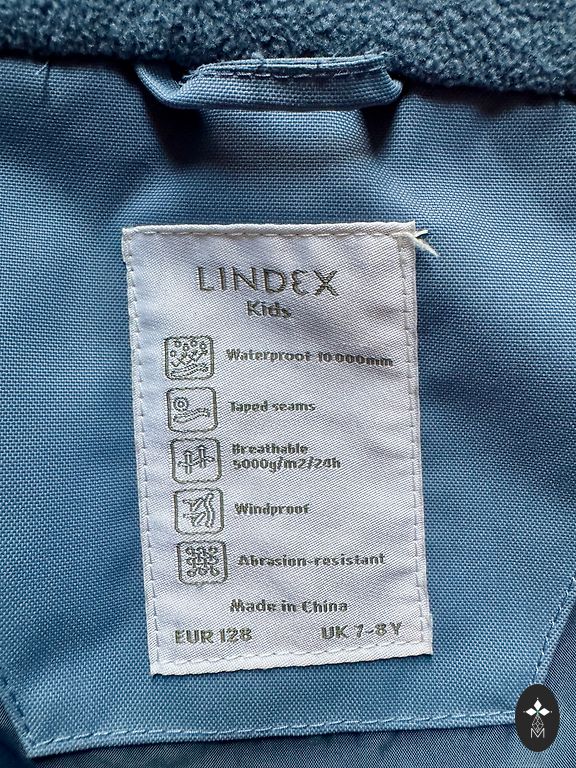 LINDEX
Kids
Waterproof 10 000mm
Taped seams
Breathable
5000g/m2/24h
Windproof
Abrasion-resistant
Made in China
EUR 128 UK 7-8 Y
M